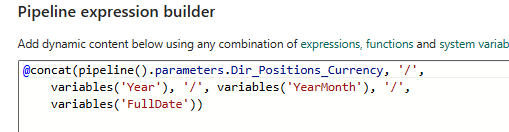 Pipeline expression builder
Add dynamic content below using any combination of expressions, functions and system variab
@concat(pipeline().parameters.Dir_Positions_Currency, '/',
variables('Year'), '/', variables('YearMonth'), '/',
variables('FullDate'))